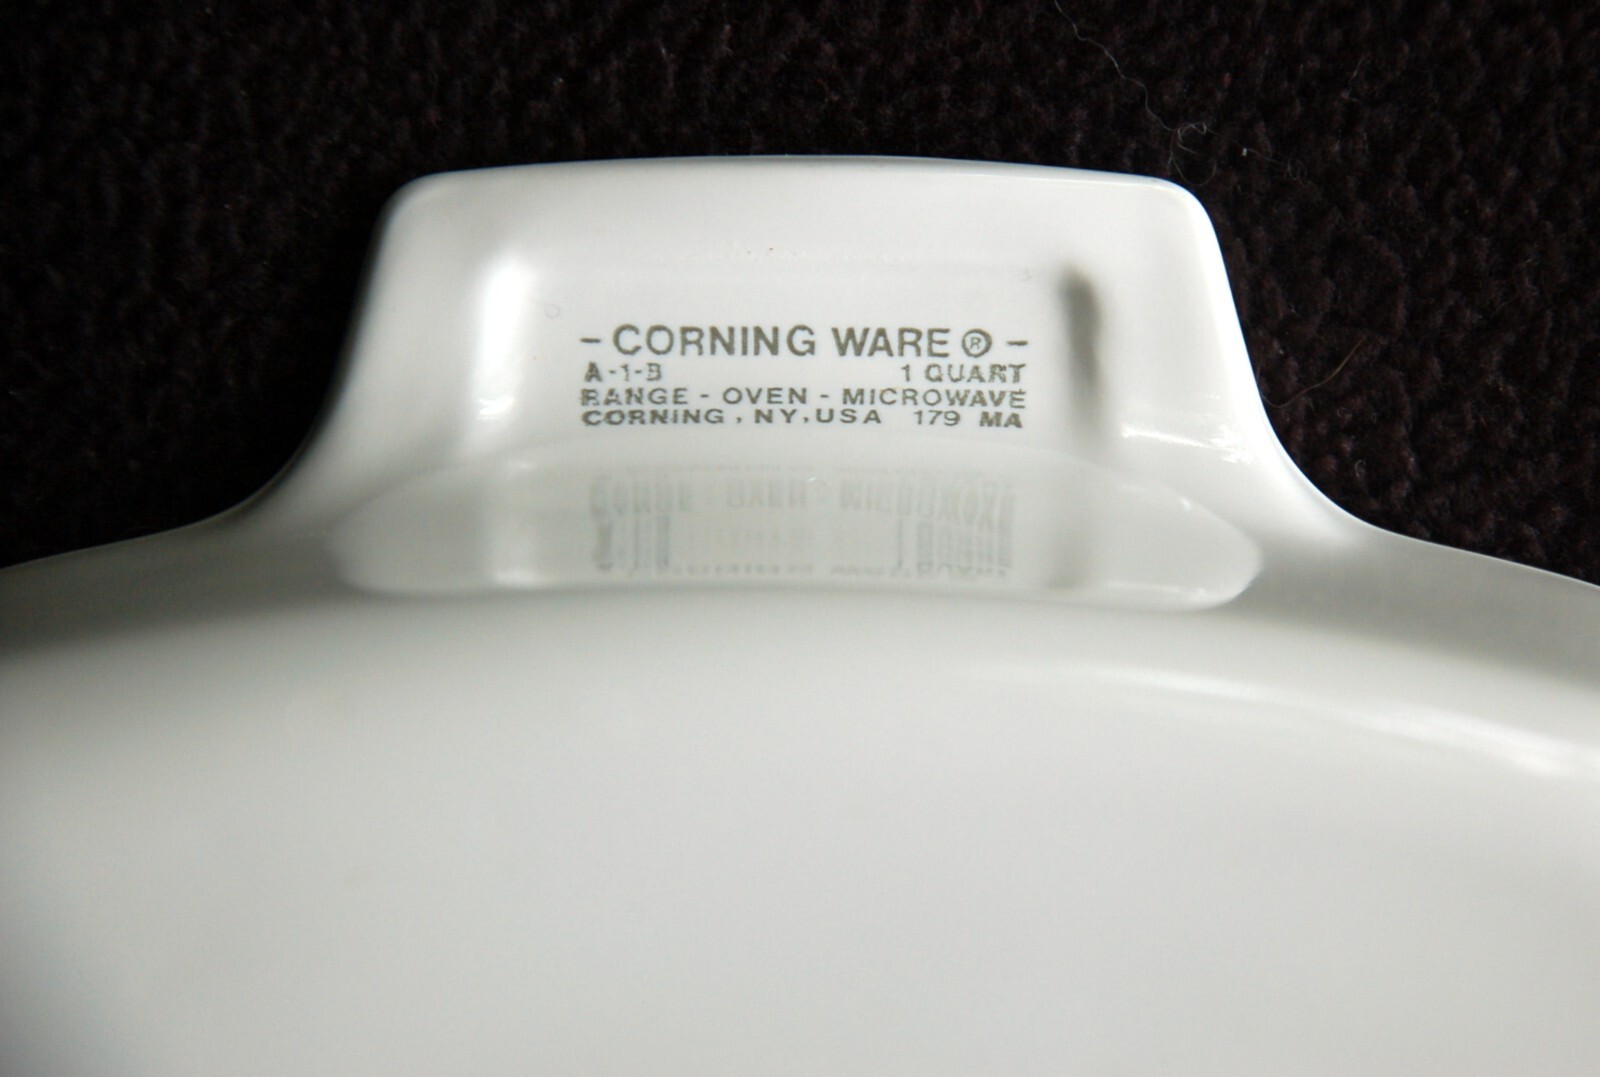 - CORNING WARE ® -
A-1-B 1 QUART
RANGE - OVEN - MICROWAVE
CORNING, NY, USA 179 MA